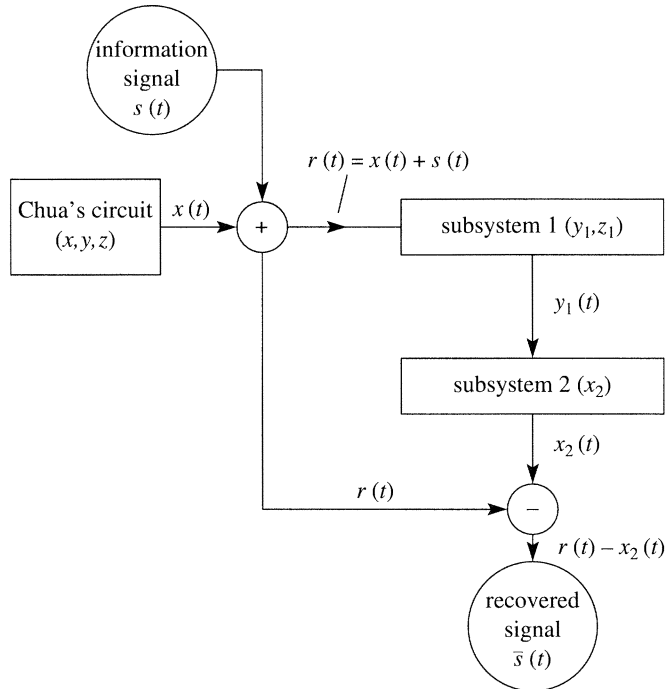 information
signal
s (t)
r (t) = x (t) + s (t)
Chua's circuit
(x, y, z)
x (t)
+
subsystem 1 (y₁,z₁)
y₁ (t)
subsystem 2 (x₂)
x₂ (t)
r (t)
−
r (t) − x₂ (t)
recovered
signal
s̅ (t)